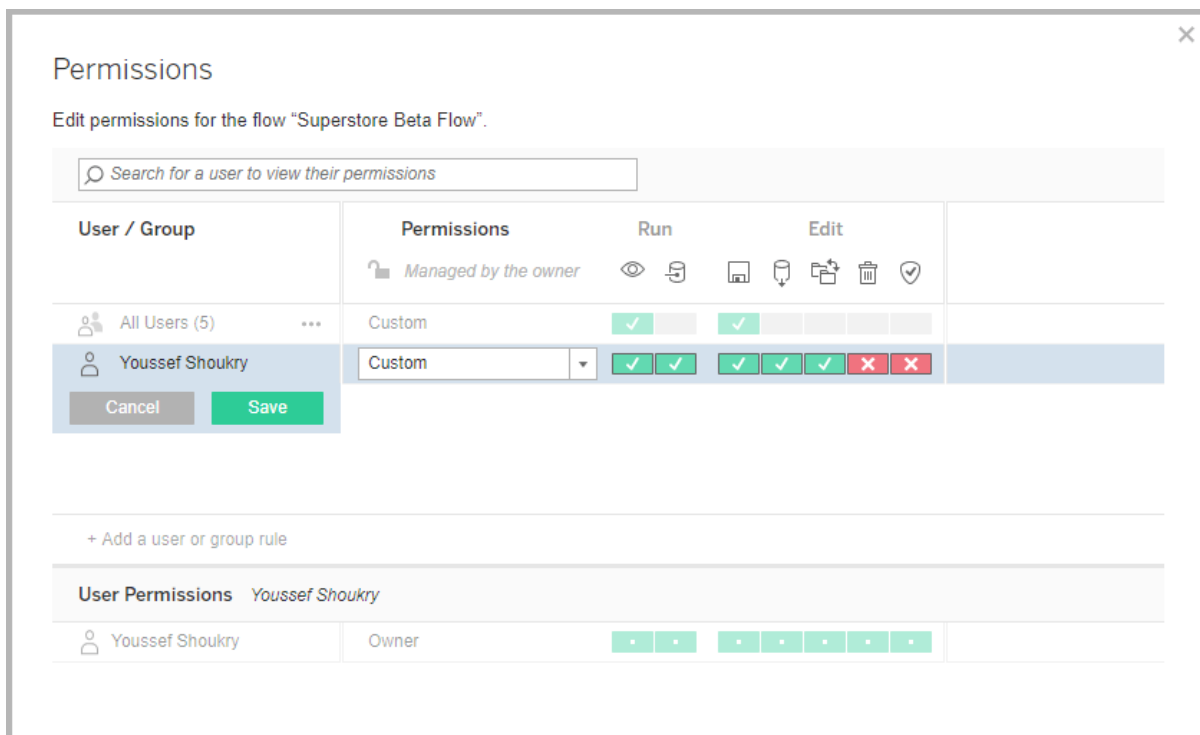 Permissions
Edit permissions for the flow “Superstore Beta Flow”.
Search for a user to view their permissions
User / Group Permissions Run Edit
Managed by the owner
All Users (5) ••• Custom
Youssef Shoukry Custom
Cancel Save
+ Add a user or group rule
User Permissions Youssef Shoukry
Youssef Shoukry Owner